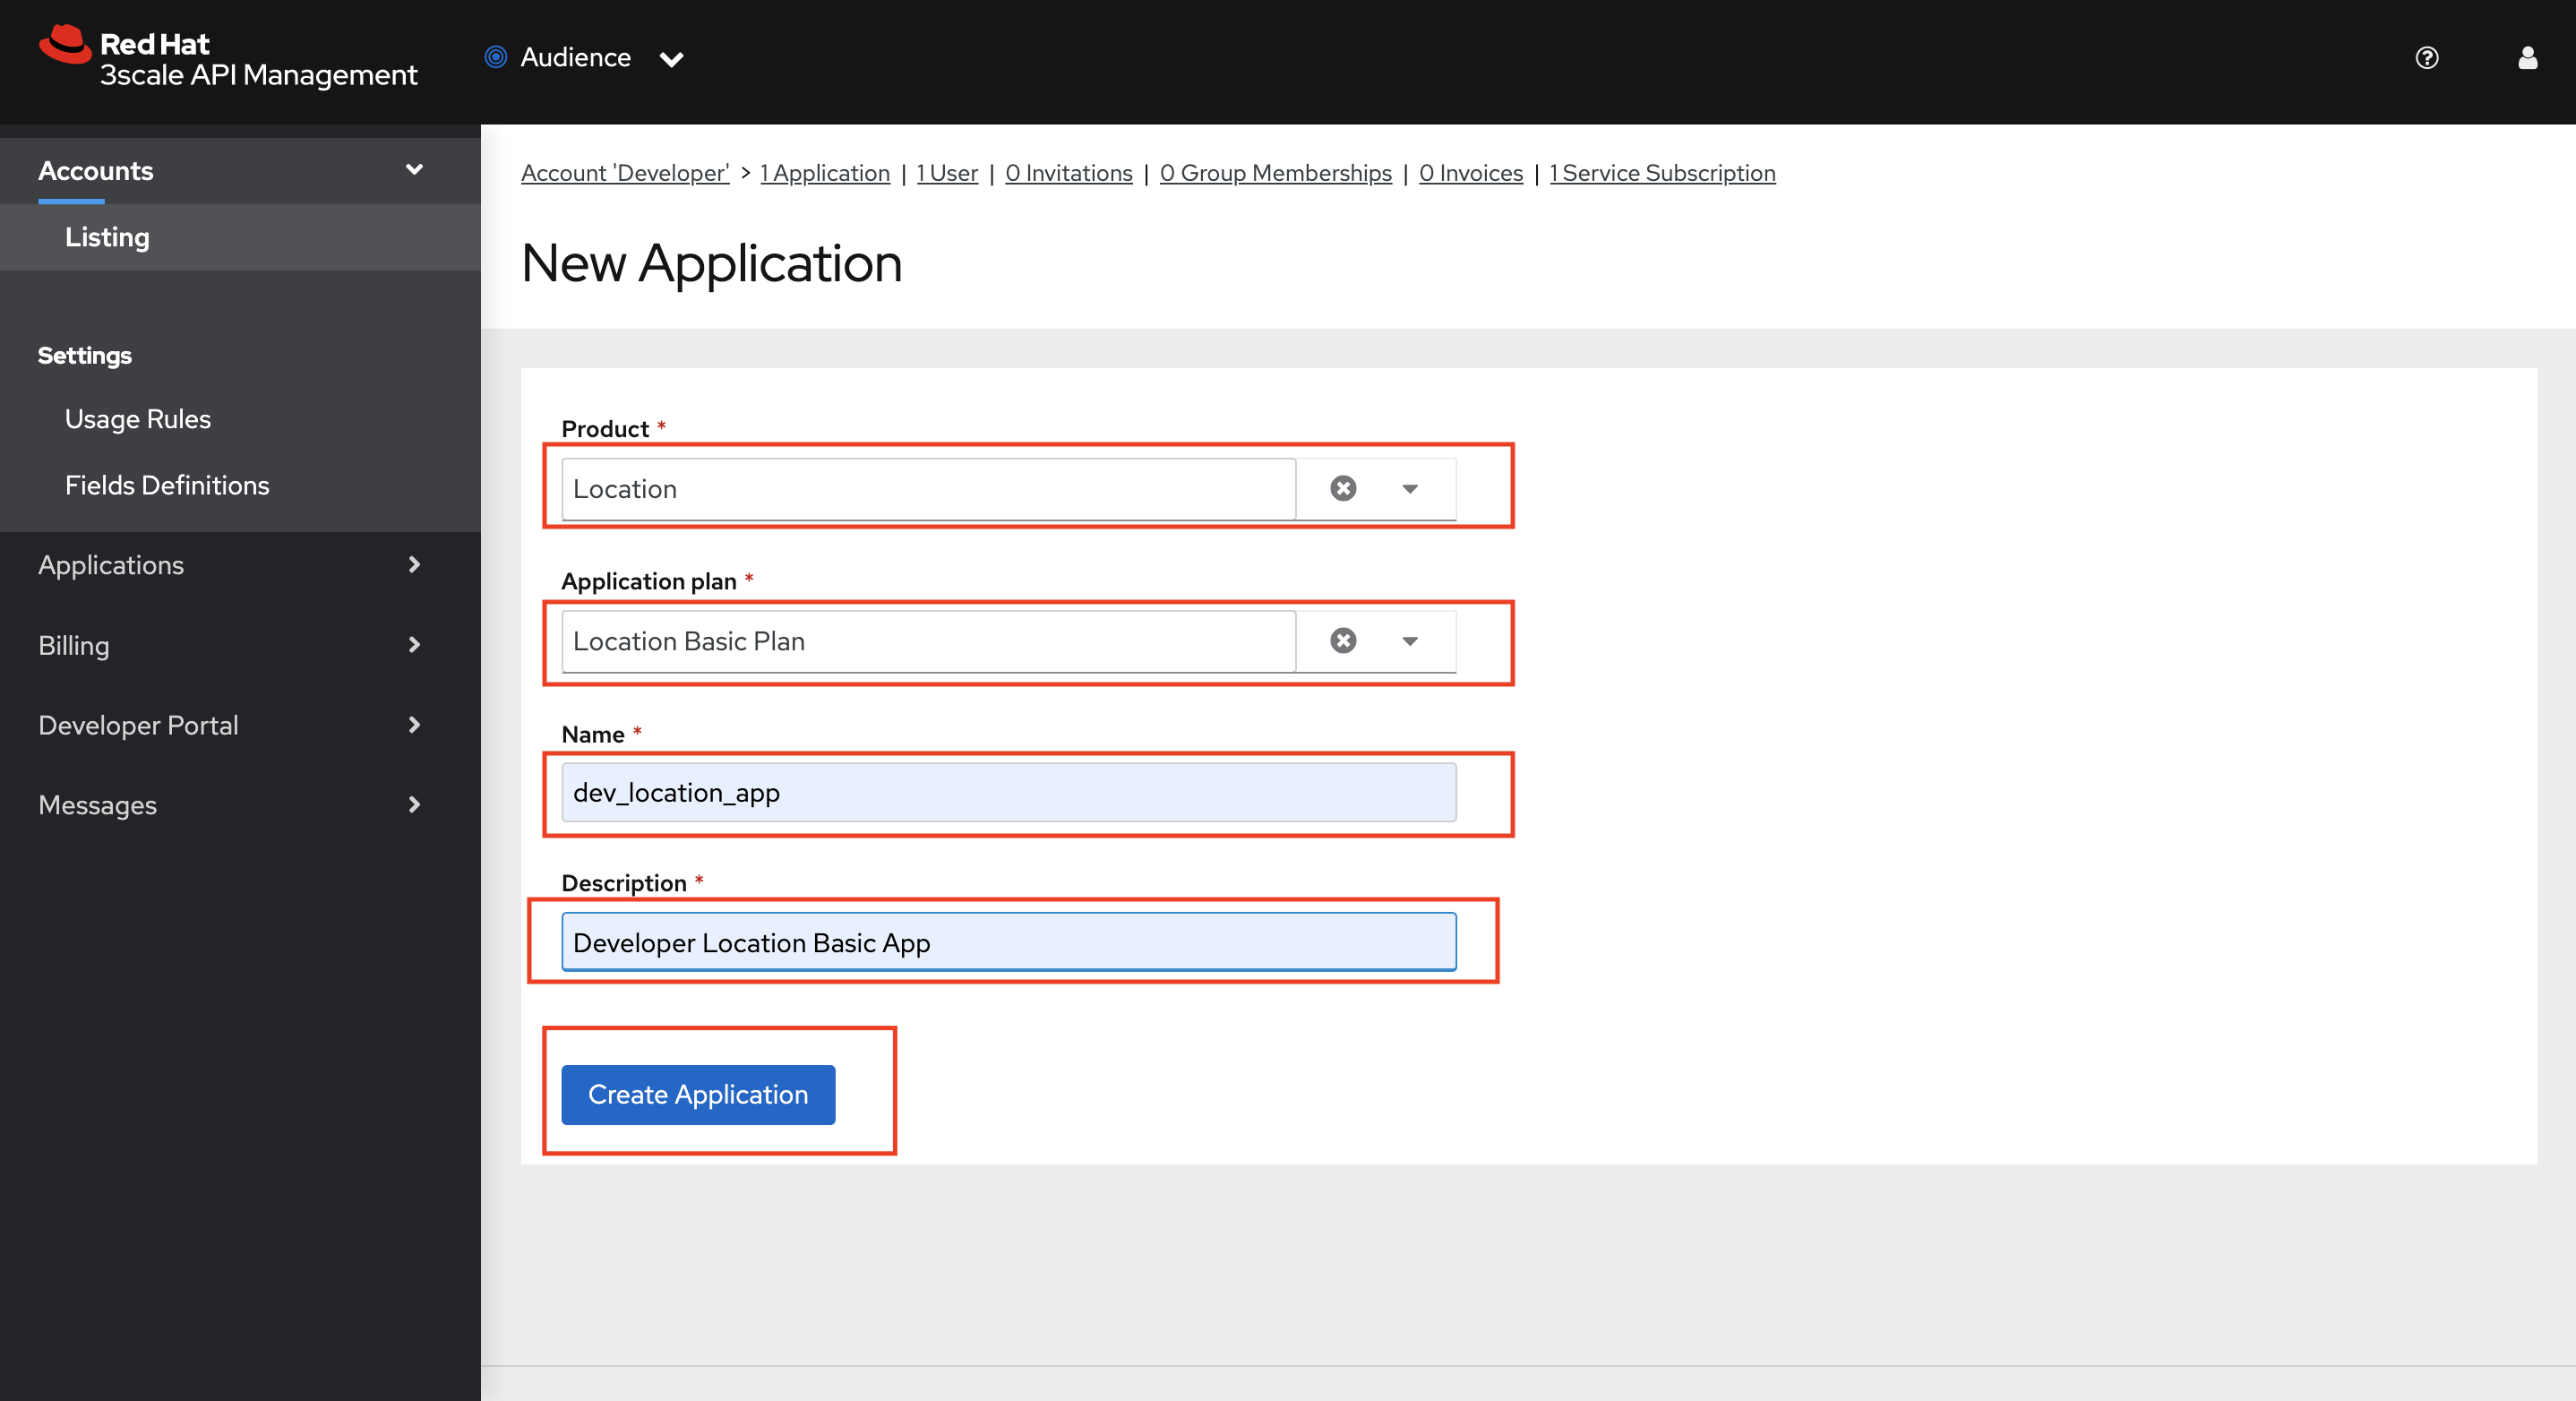 Red Hat
3scale API Management
Audience
Accounts
Listing
Settings
Usage Rules
Fields Definitions
Applications
Billing
Developer Portal
Messages
Account 'Developer' > 1 Application | 1 User | 0 Invitations | 0 Group Memberships | 0 Invoices | 1 Service Subscription
New Application
Product *
Location
Application plan *
Location Basic Plan
Name *
dev_location_app
Description *
Developer Location Basic App
Create Application